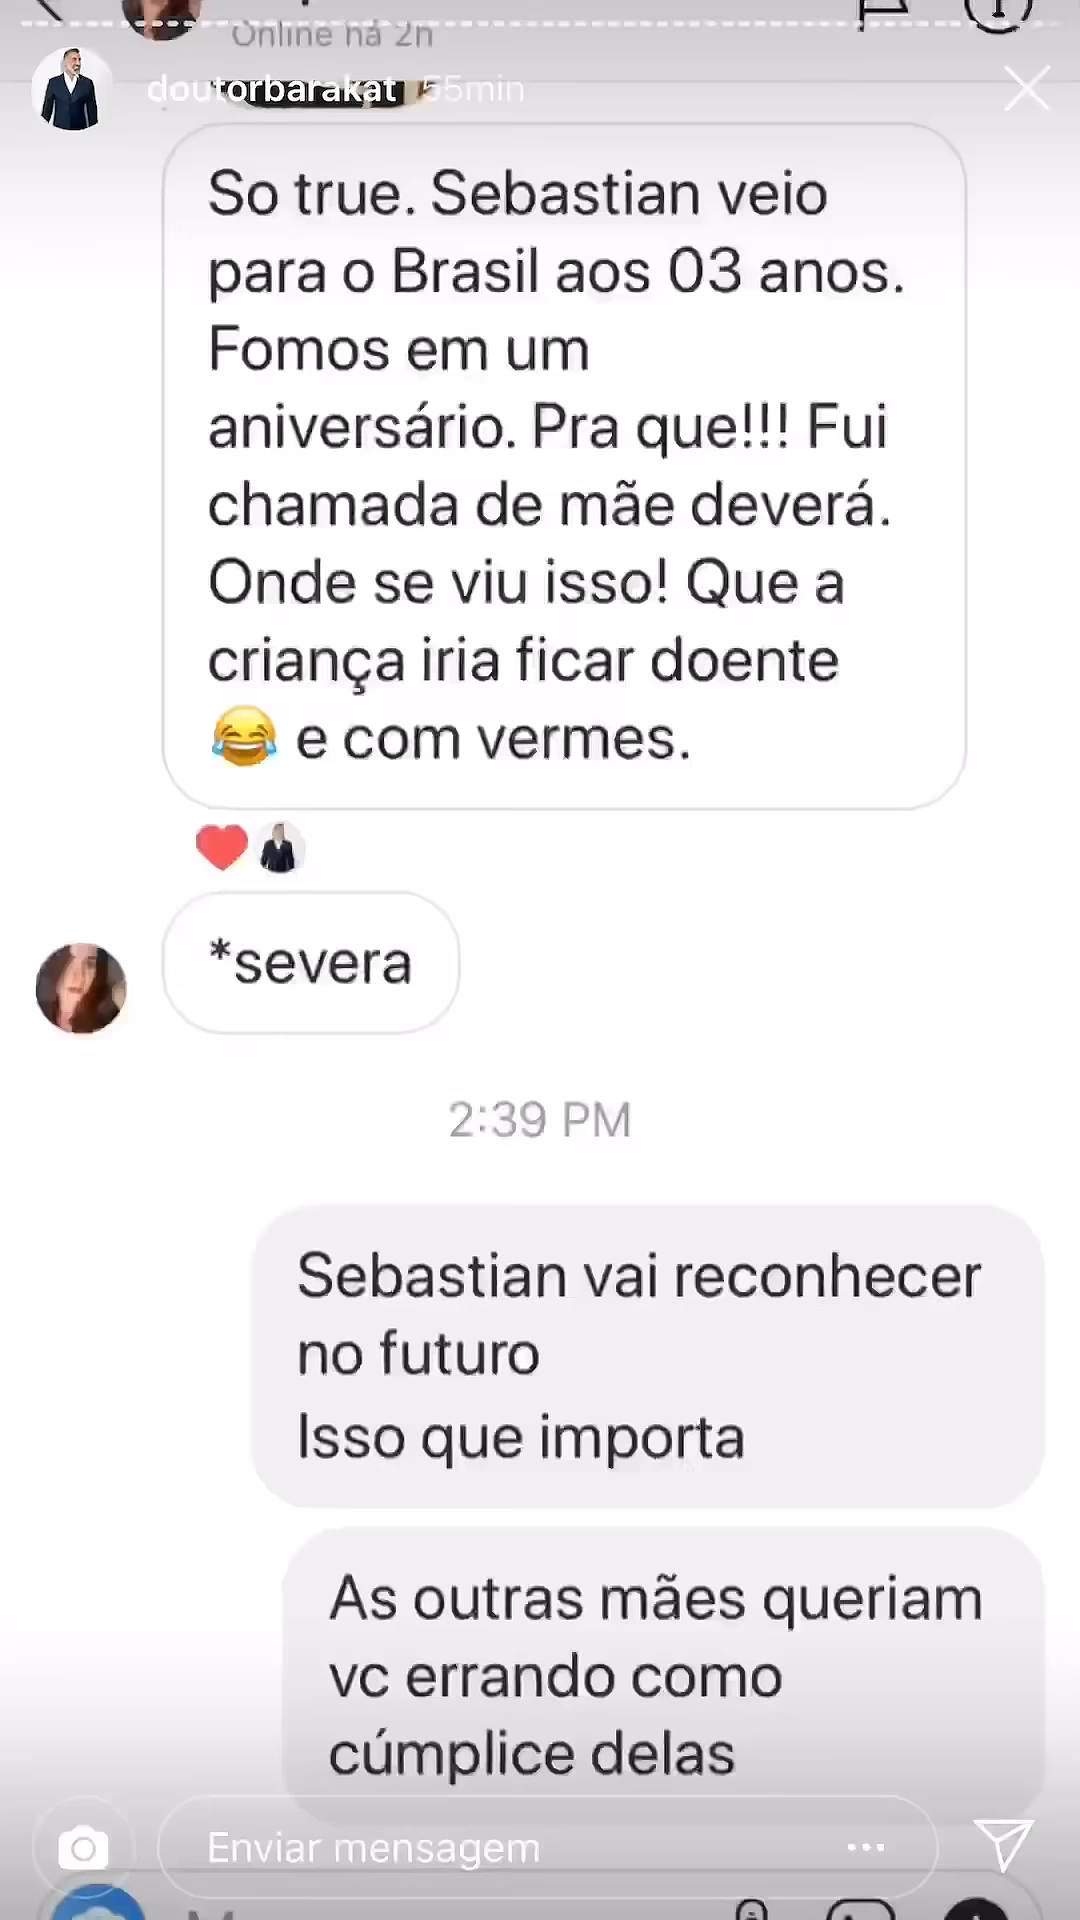 Online há 2h
doutorbarakat 55min
So true. Sebastian veio
para o Brasil aos 03 anos.
Fomos em um
aniversário. Pra que!!! Fui
chamada de mãe deverá.
Onde se viu isso! Que a
criança iria ficar doente
😂 e com vermes.
*severa
2:39 PM
Sebastian vai reconhecer
no futuro
Isso que importa
As outras mães queriam
vc errando como
cúmplice delas
Enviar mensagem